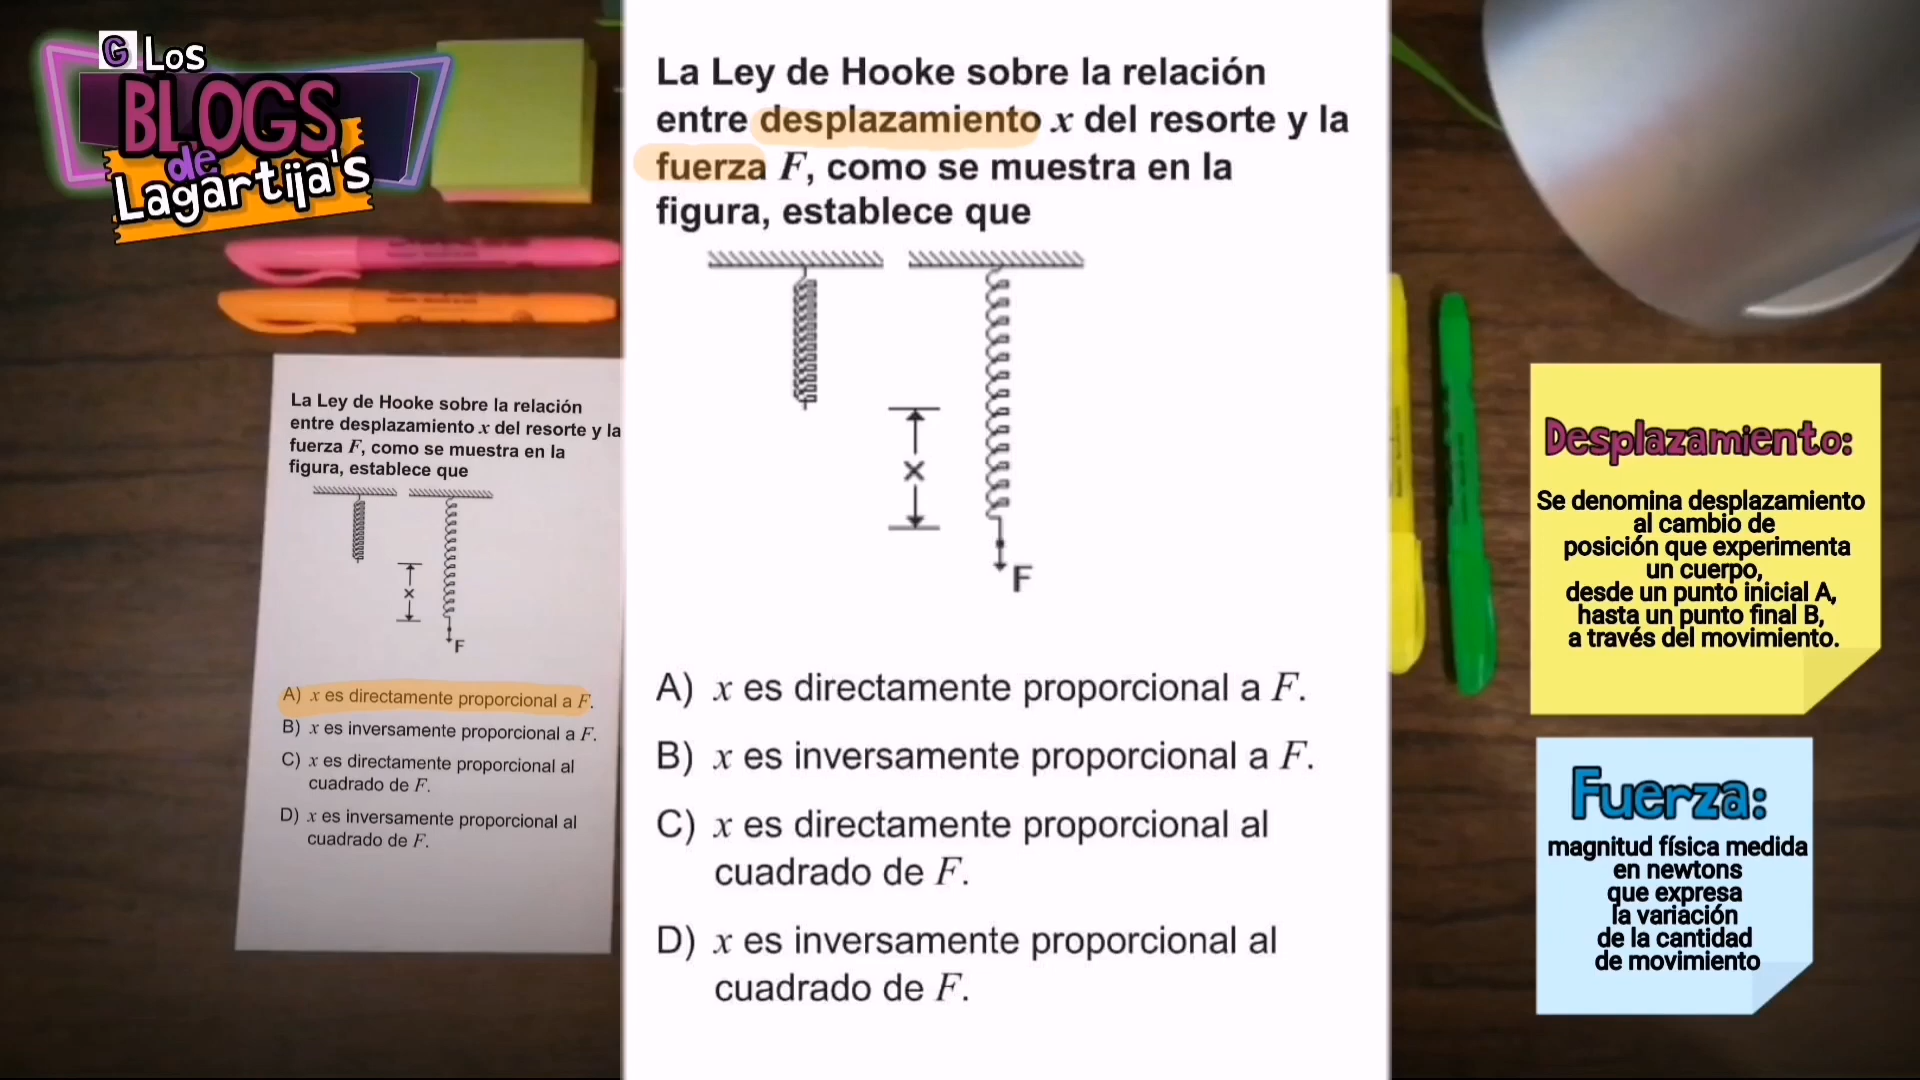 G Los
BLOGS
de
Lagartija's
La Ley de Hooke sobre la relación
entre desplazamiento x del resorte y la
fuerza F, como se muestra en la
figura, establece que
x
F
A) x es directamente proporcional a F.
B) x es inversamente proporcional a F.
C) x es directamente proporcional al
cuadrado de F.
D) x es inversamente proporcional al
cuadrado de F.
La Ley de Hooke sobre la relación
entre desplazamiento x del resorte y la
fuerza F, como se muestra en la
figura, establece que
x
F
A) x es directamente proporcional a F.
B) x es inversamente proporcional a F.
C) x es directamente proporcional al
cuadrado de F.
D) x es inversamente proporcional al
cuadrado de F.
Desplazamiento:
Se denomina desplazamiento
al cambio de
posición que experimenta
un cuerpo,
desde un punto inicial A,
hasta un punto final B,
a través del movimiento.
Fuerza:
magnitud física medida
en newtons
que expresa
la variación
de la cantidad
de movimiento